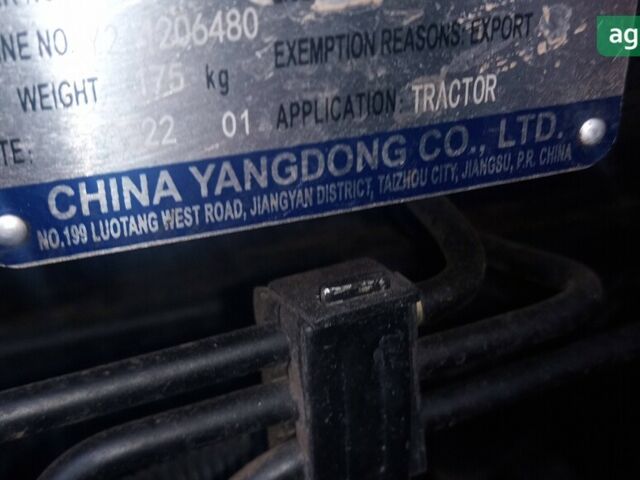 NE NO. 206480
EXEMPTION REASONS: EXPORT
WEIGHT 175 kg
APPLICATION: TRACTOR
TE: 22 01
CHINA YANGDONG CO., LTD.
NO.199 LUOTANG WEST ROAD, JIANGYAN DISTRICT, TAIZHOU CITY, JIANGSU, P.R. CHINA
ag